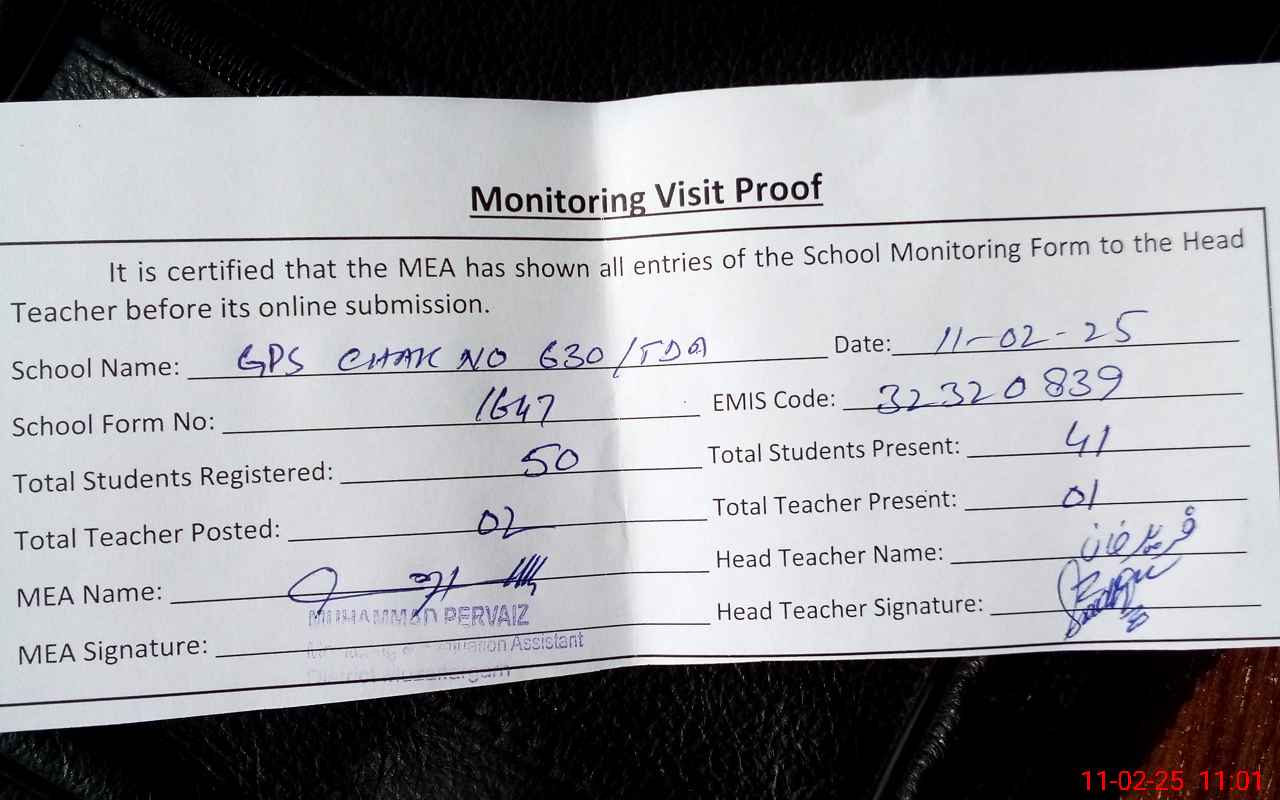 Monitoring Visit Proof
It is certified that the MEA has shown all entries of the School Monitoring Form to the Head
Teacher before its online submission.
School Name: GPS CHAK NO 630/TDA Date: 11-02-25
School Form No: 1647 EMIS Code: 32320839
Total Students Registered: 50 Total Students Present: 41
Total Teacher Posted: 02 Total Teacher Present: 01
MEA Name: Head Teacher Name:
MUHAMMAD PERVAIZ
MEA Signature: Head Teacher Signature:
Assistant
District
11-02-25 11:01